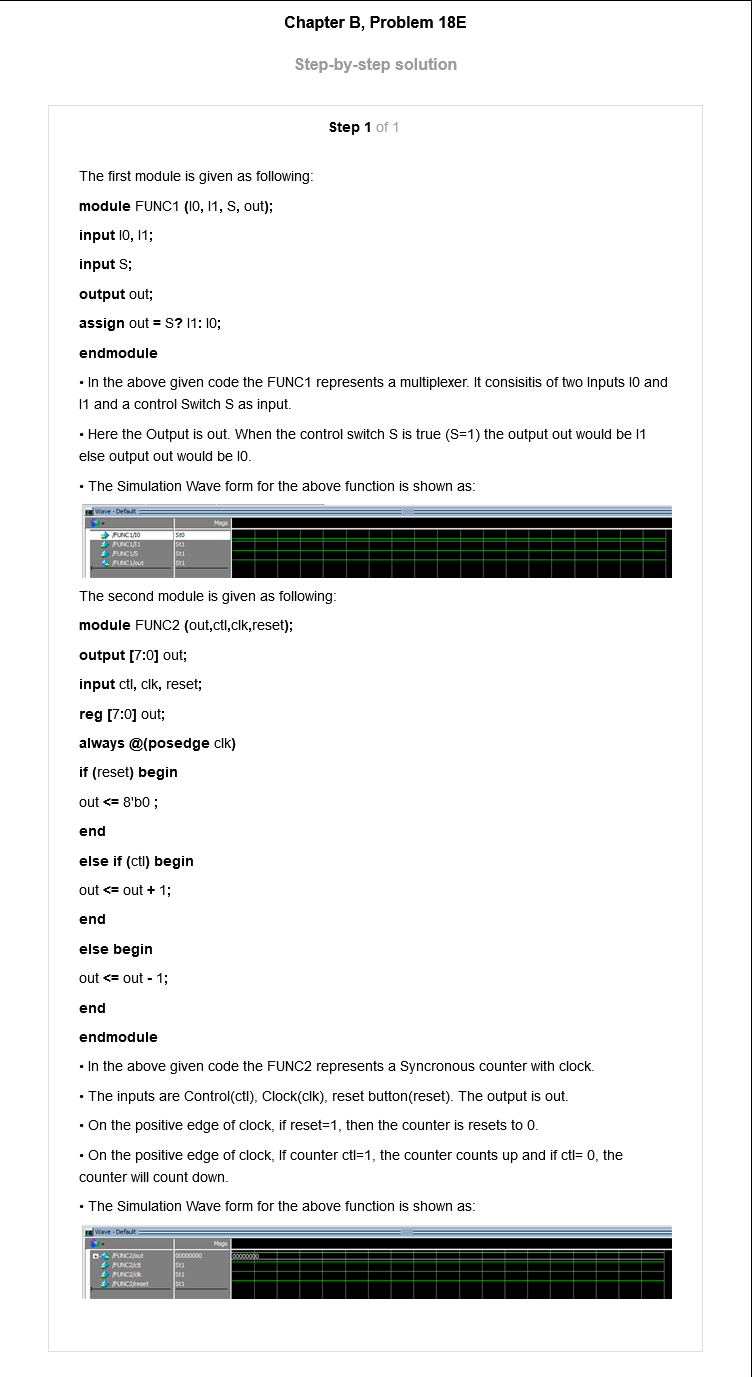 Chapter B, Problem 18E
Step-by-step solution
Step 1 of 1
The first module is given as following:
module FUNC1 (I0, I1, S, out);
input I0, I1;
input S;
output out;
assign out = S? I1: I0;
endmodule
• In the above given code the FUNC1 represents a multiplexer. It consisitis of two Inputs I0 and
I1 and a control Switch S as input.
• Here the Output is out. When the control switch S is true (S=1) the output out would be I1
else output out would be I0.
• The Simulation Wave form for the above function is shown as:
Wave - Default
Msgs
/FUNC1/I0 St0
/FUNC1/I1 St1
/FUNC1/S St1
/FUNC1/out St1
The second module is given as following:
module FUNC2 (out,ctl,clk,reset);
output [7:0] out;
input ctl, clk, reset;
reg [7:0] out;
always @(posedge clk)
if (reset) begin
out <= 8'b0 ;
end
else if (ctl) begin
out <= out + 1;
end
else begin
out <= out - 1;
end
endmodule
• In the above given code the FUNC2 represents a Syncronous counter with clock.
• The inputs are Control(ctl), Clock(clk), reset button(reset). The output is out.
• On the positive edge of clock, if reset=1, then the counter is resets to 0.
• On the positive edge of clock, If counter ctl=1, the counter counts up and if ctl= 0, the
counter will count down.
• The Simulation Wave form for the above function is shown as:
Wave - Default
Msgs
/FUNC2/out 00000000 00000000
/FUNC2/ctl St1
/FUNC2/clk St1
/FUNC2/reset St1